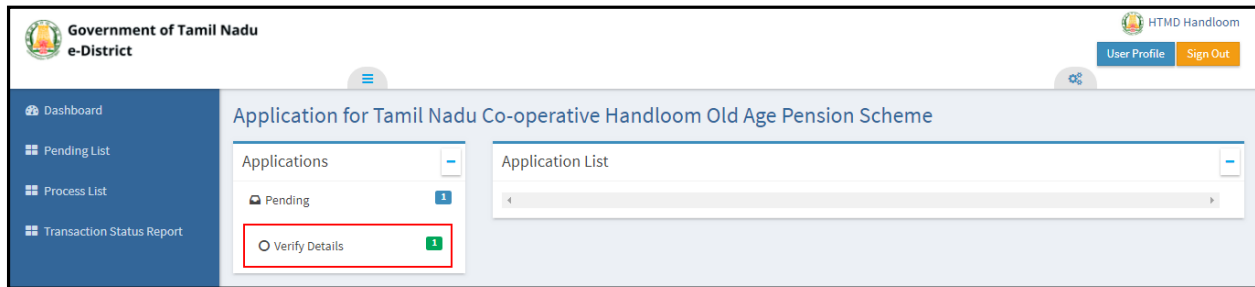 Government of Tamil Nadu
e-District
HTMD Handloom
User Profile
Sign Out
Dashboard
Pending List
Process List
Transaction Status Report
Application for Tamil Nadu Co-operative Handloom Old Age Pension Scheme
Applications
Pending 1
Verify Details 1
Application List